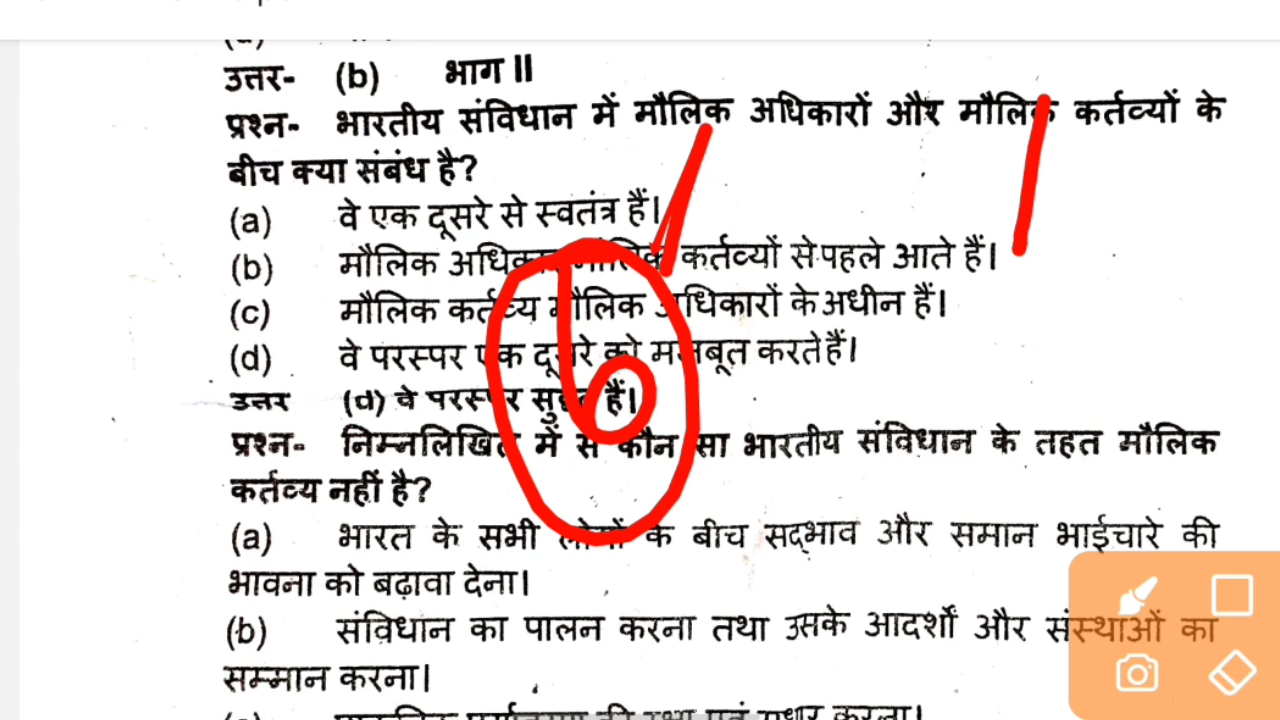 उत्तर- (b) भाग II
प्रश्न- भारतीय संविधान में मौलिक अधिकारों और मौलिक कर्तव्यों के
बीच क्या संबंध है?
(a) वे एक दूसरे से स्वतंत्र हैं।
(b) मौलिक अधिकार मौलिक कर्तव्यों से पहले आते हैं।
(c) मौलिक कर्तव्य मौलिक अधिकारों के अधीन हैं।
(d) वे परस्पर एक दूसरे को मजबूत करते हैं।
उत्तर (d) वे परस्पर हैं।
6
प्रश्न- निम्नलिखित में से कौन सा भारतीय संविधान के तहत मौलिक
कर्तव्य नहीं है?
(a) भारत के सभी लोगों के बीच सद्भाव और समान भाईचारे की
भावना को बढ़ावा देना।
(b) संविधान का पालन करना तथा उसके आदर्शों और संस्थाओं का
सम्मान करना।